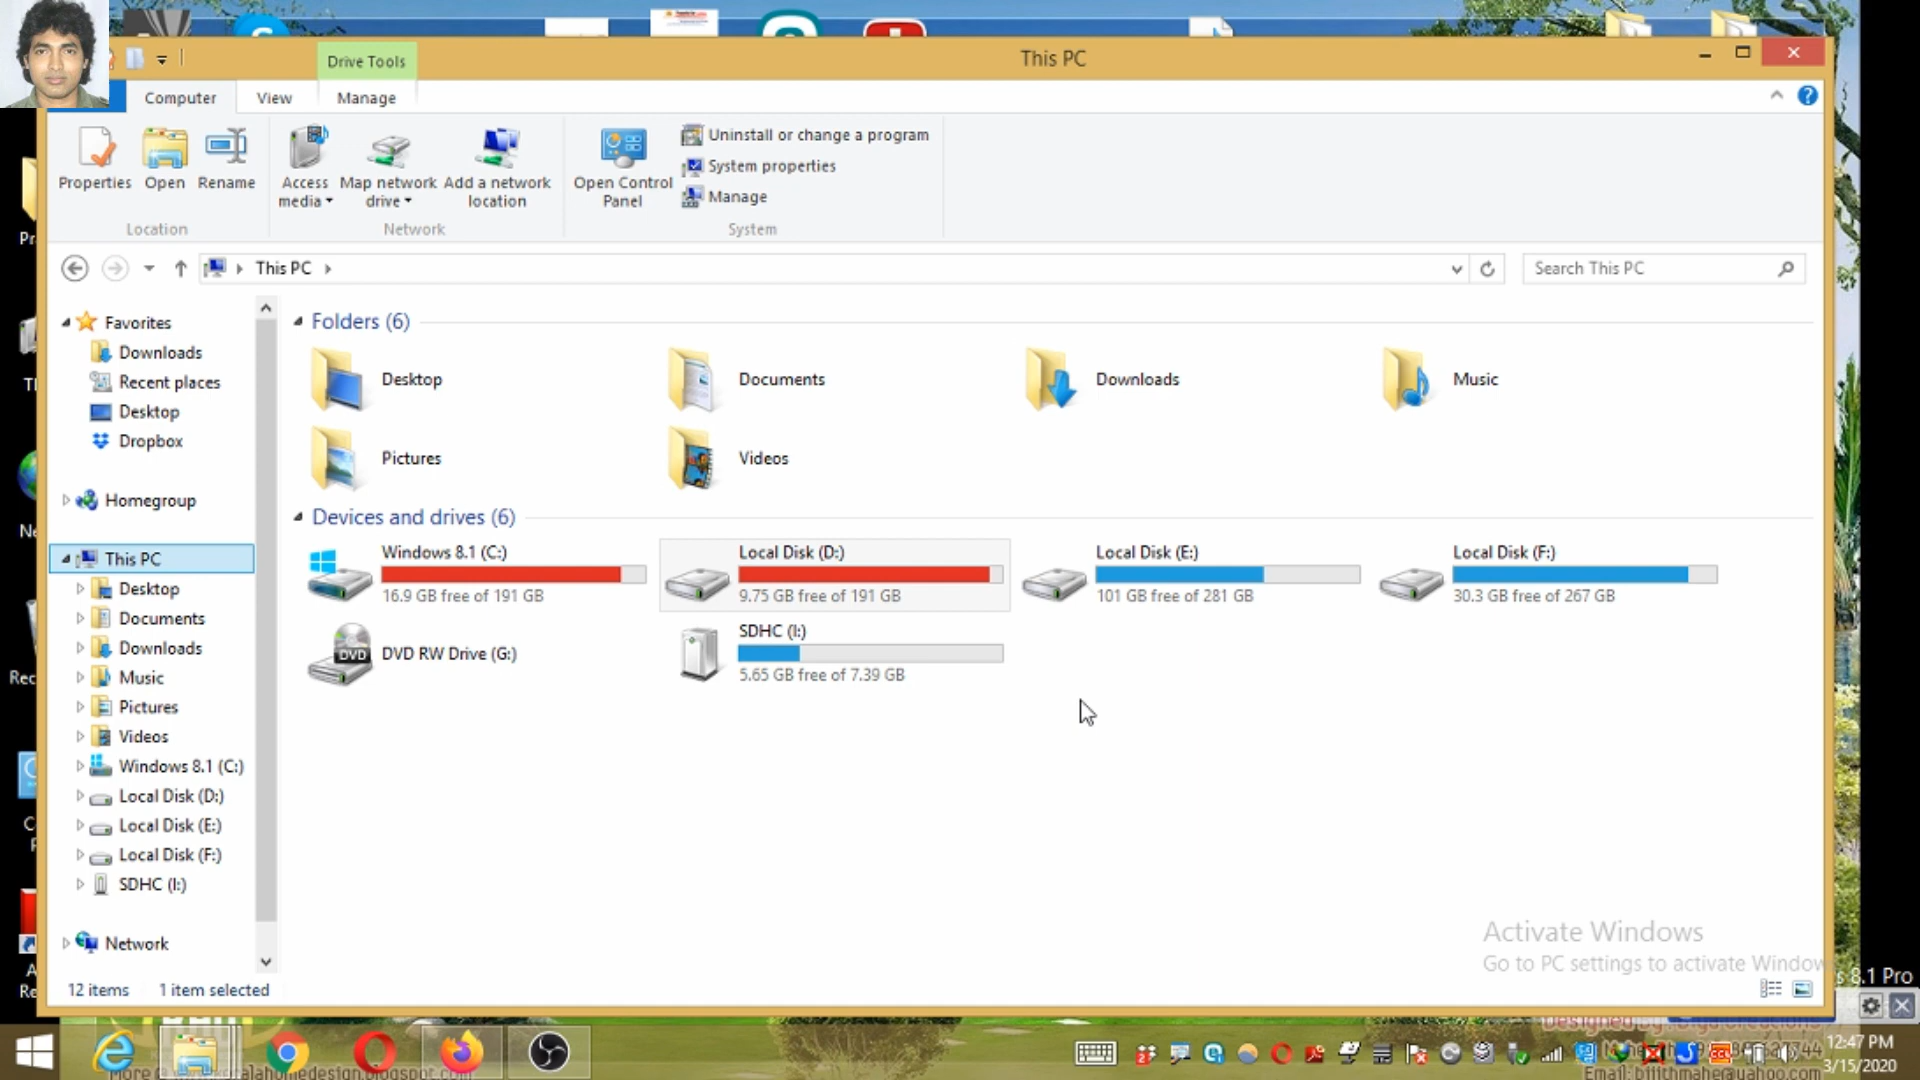 Drive Tools
This PC
Computer
View
Manage
Properties
Open
Rename
Access media
Map network drive
Add a network location
Open Control Panel
Uninstall or change a program
System properties
Manage
Location
Network
System
This PC
Search This PC
Favorites
Downloads
Recent places
Desktop
Dropbox
Homegroup
This PC
Desktop
Documents
Downloads
Music
Pictures
Videos
Windows 8.1 (C:)
Local Disk (D:)
Local Disk (E:)
Local Disk (F:)
SDHC (I:)
Network
Folders (6)
Desktop
Documents
Downloads
Music
Pictures
Videos
Devices and drives (6)
Windows 8.1 (C:)
16.9 GB free of 191 GB
Local Disk (D:)
9.75 GB free of 191 GB
Local Disk (E:)
101 GB free of 281 GB
Local Disk (F:)
30.3 GB free of 267 GB
DVD
DVD RW Drive (G:)
SDHC (I:)
5.65 GB free of 7.39 GB
Activate Windows
Go to PC settings to activate Windows
8.1 Pro
12 items
1 item selected
12:47 PM
3/15/2020